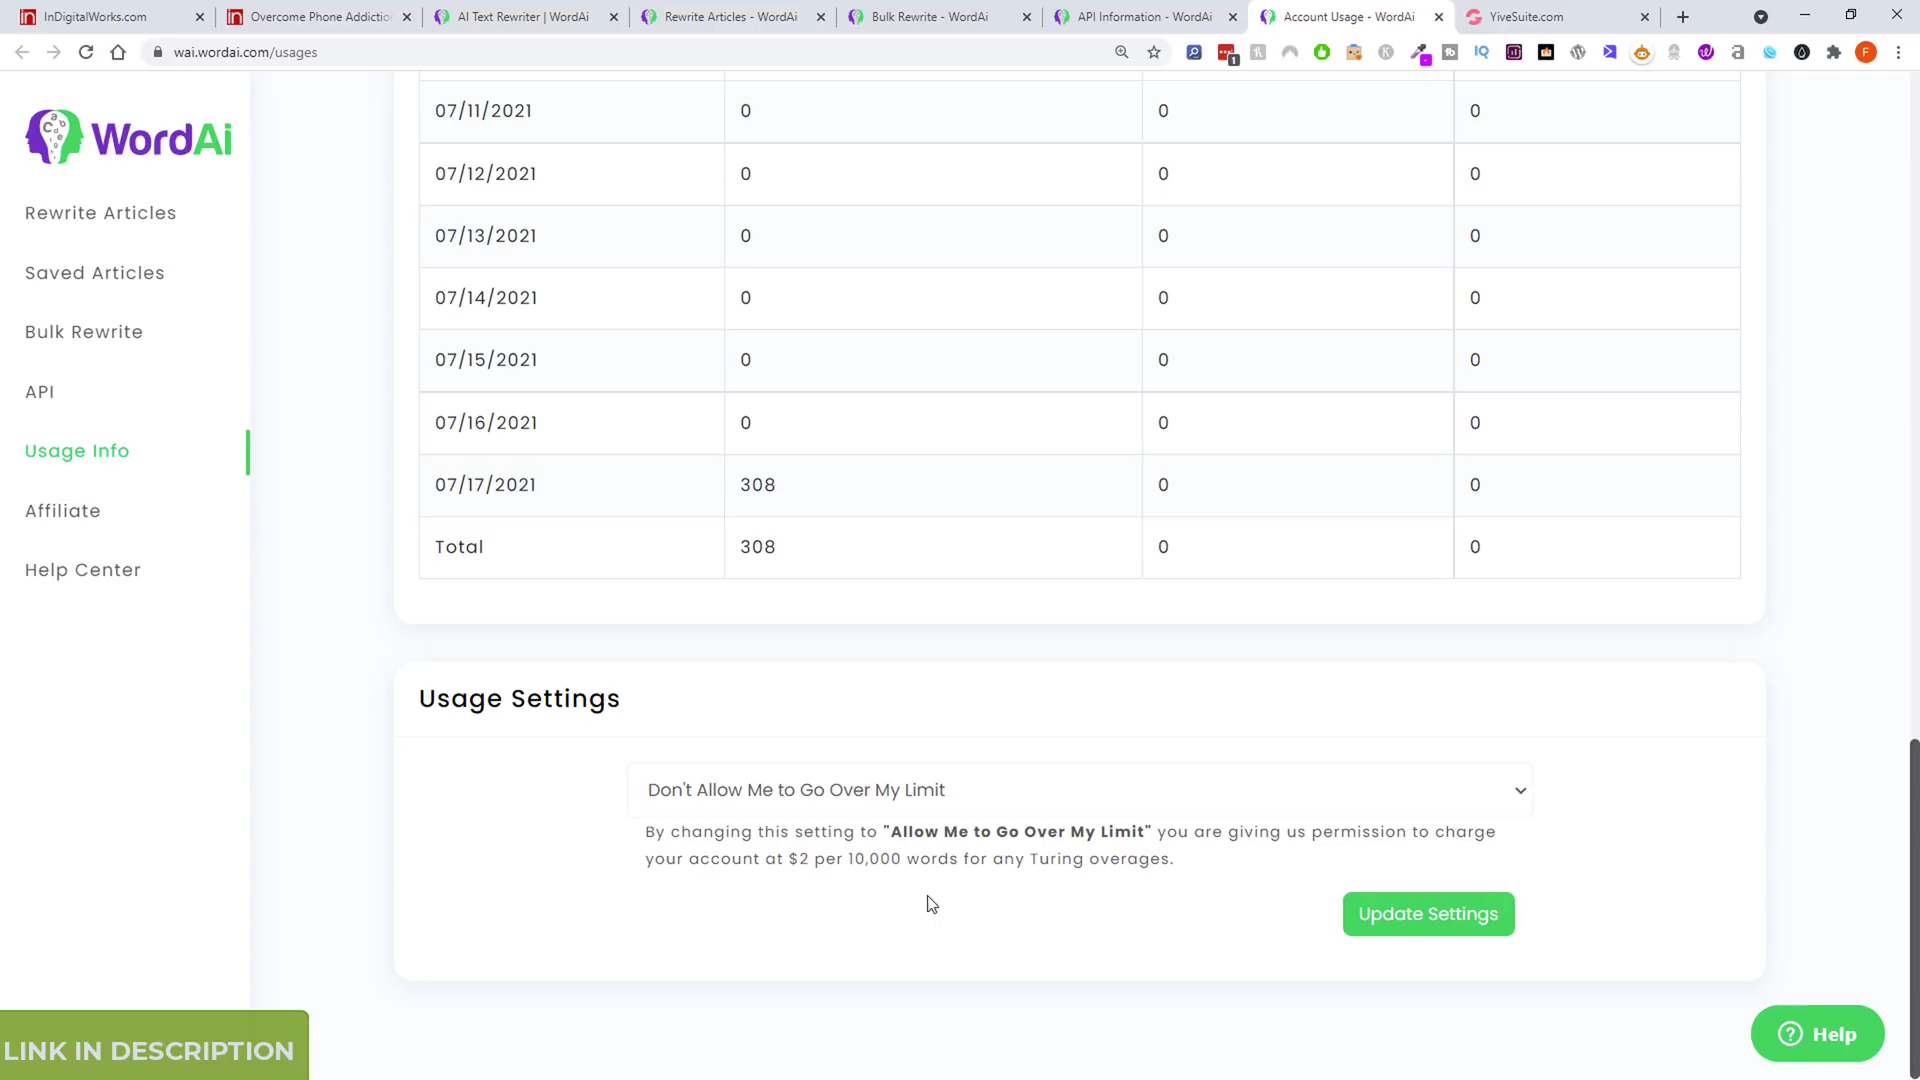 InDigitalWorks.com
Overcome Phone Addictio
AI Text Rewriter | WordAi
Rewrite Articles - WordAi
Bulk Rewrite - WordAi
API Information - WordAi
Account Usage - WordAi
YiveSuite.com
wai.wordai.com/usages
WordAi
Rewrite Articles
Saved Articles
Bulk Rewrite
API
Usage Info
Affiliate
Help Center
07/11/2021 0 0 0
07/12/2021 0 0 0
07/13/2021 0 0 0
07/14/2021 0 0 0
07/15/2021 0 0 0
07/16/2021 0 0 0
07/17/2021 308 0 0
Total 308 0 0
Usage Settings
Don't Allow Me to Go Over My Limit
By changing this setting to "Allow Me to Go Over My Limit" you are giving us permission to charge
your account at $2 per 10,000 words for any Turing overages.
Update Settings
LINK IN DESCRIPTION
Help